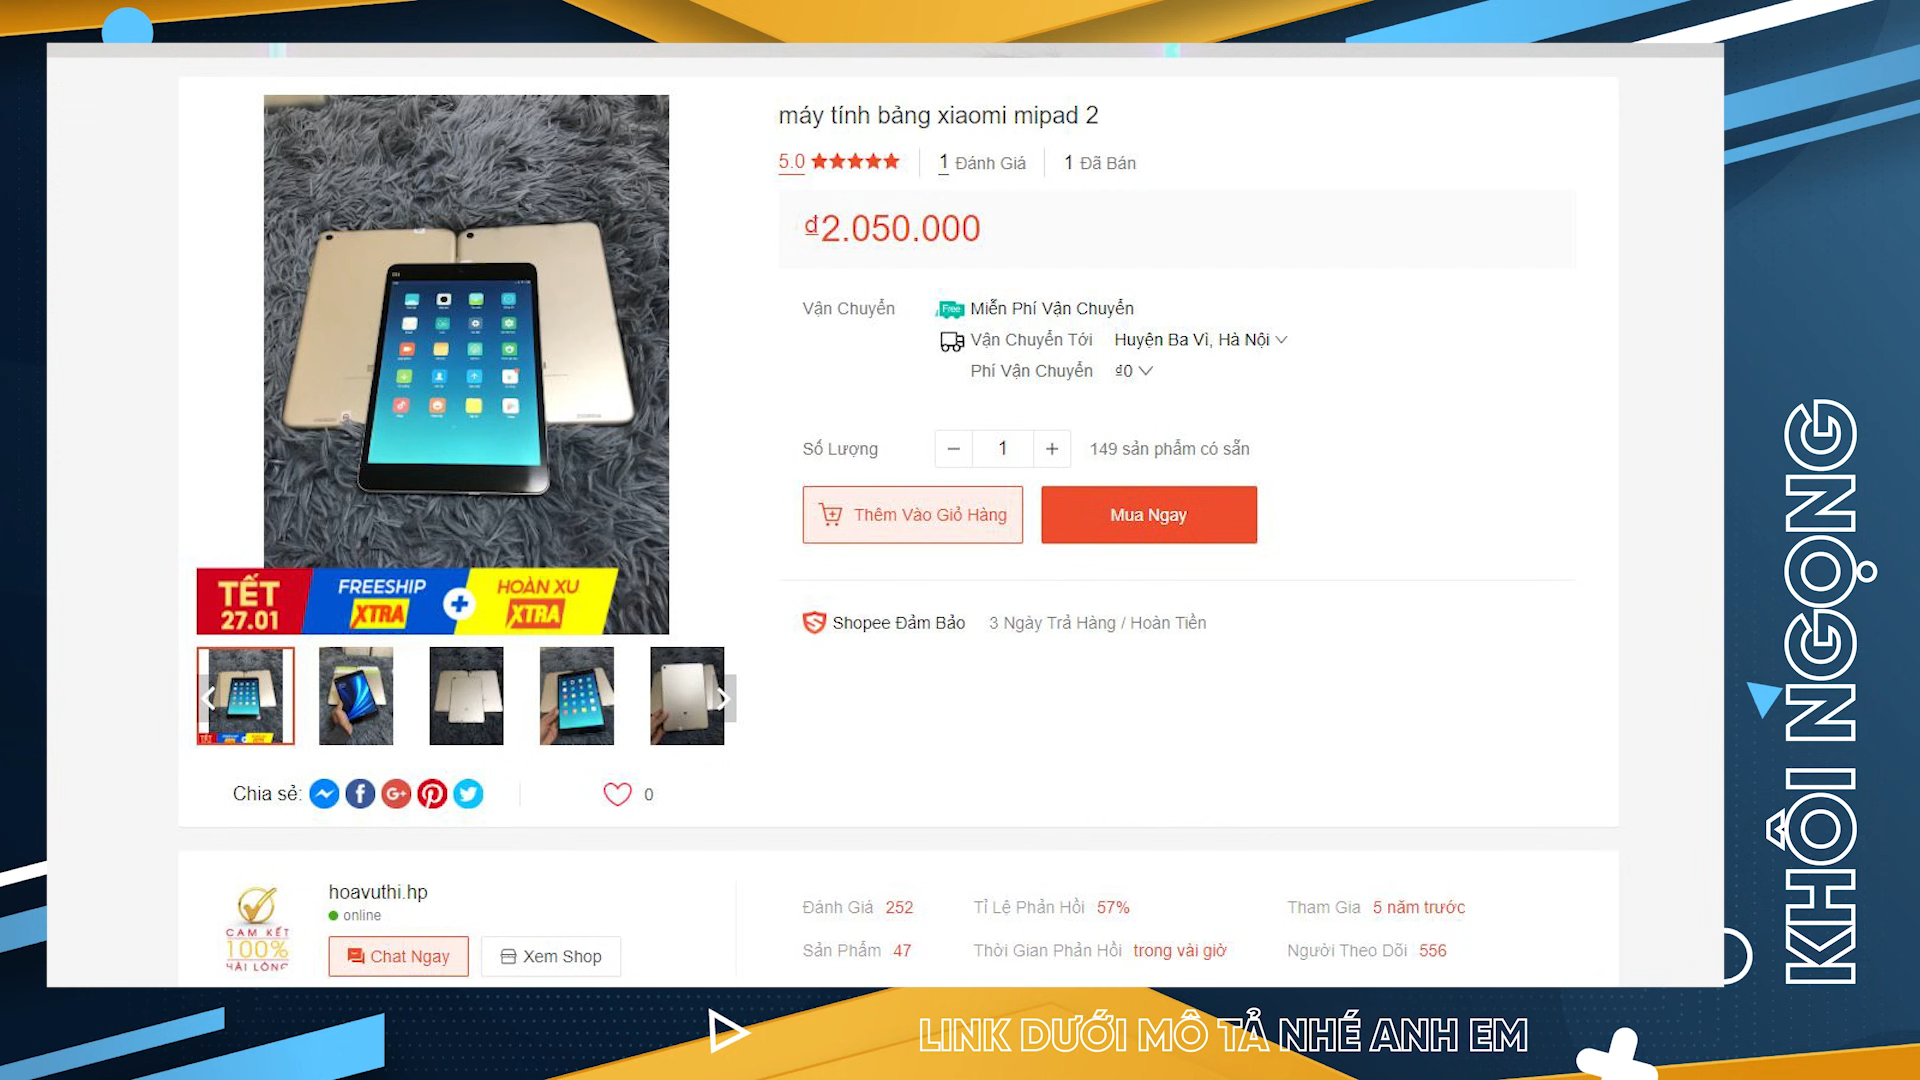 máy tính bảng xiaomi mipad 2
5.0
1 Đánh Giá
1 Đã Bán
₫2.050.000
Vận Chuyển
Free
Miễn Phí Vận Chuyển
Vận Chuyển Tới Huyện Ba Vì, Hà Nội
Phí Vận Chuyển ₫0
Số Lượng
− 1 +
149 sản phẩm có sẵn
Thêm Vào Giỏ Hàng
Mua Ngay
Shopee Đảm Bảo
3 Ngày Trả Hàng / Hoàn Tiền
TẾT
27.01
FREESHIP
XTRA
+
HOÀN XU
XTRA
Chia sẻ:
0
CAM KẾT
100%
HÀI LÒNG
hoavuthi.hp
online
Chat Ngay
Xem Shop
Đánh Giá 252
Tỉ Lệ Phản Hồi 57%
Tham Gia 5 năm trước
Sản Phẩm 47
Thời Gian Phản Hồi trong vài giờ
Người Theo Dõi 556
KHÔI NGỌNG
LINK DƯỚI MÔ TẢ NHÉ ANH EM